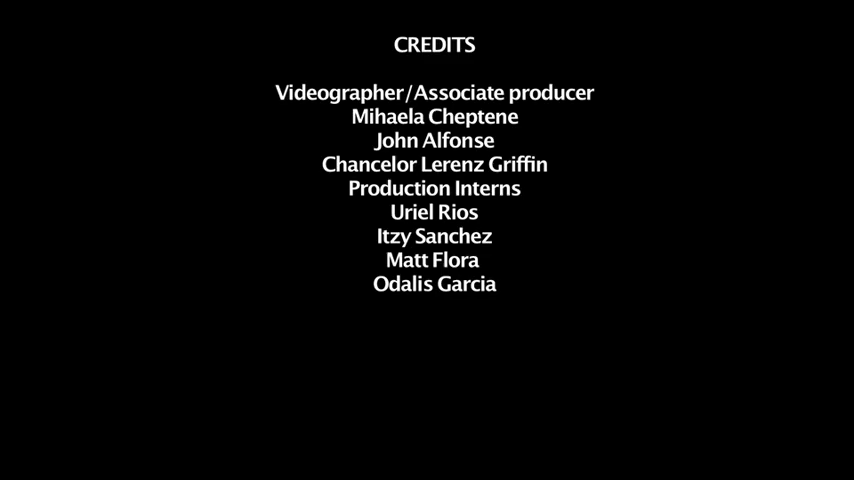 CREDITS
Videographer/Associate producer
Mihaela Cheptene
John Alfonse
Chancelor Lerenz Griffin
Production Interns
Uriel Rios
Itzy Sanchez
Matt Flora
Odalis Garcia